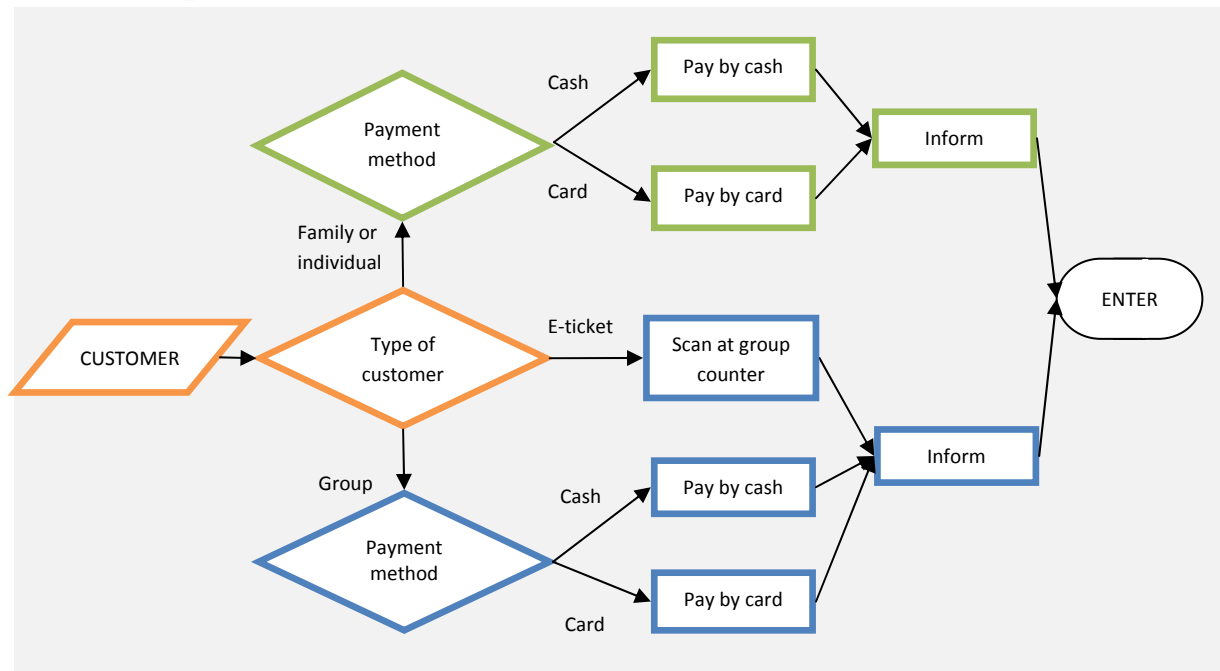 Cash
Pay by cash
Payment
method
Inform
Card
Pay by card
Family or
individual
CUSTOMER
Type of
customer
E-ticket
Scan at group
counter
ENTER
Group
Payment
method
Cash
Pay by cash
Inform
Card
Pay by card